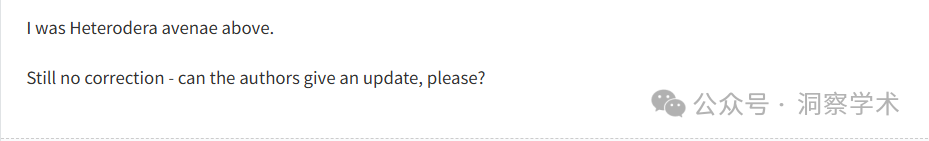 I was Heterodera avenae above.
Still no correction - can the authors give an update, please?
公众号 · 洞察学术